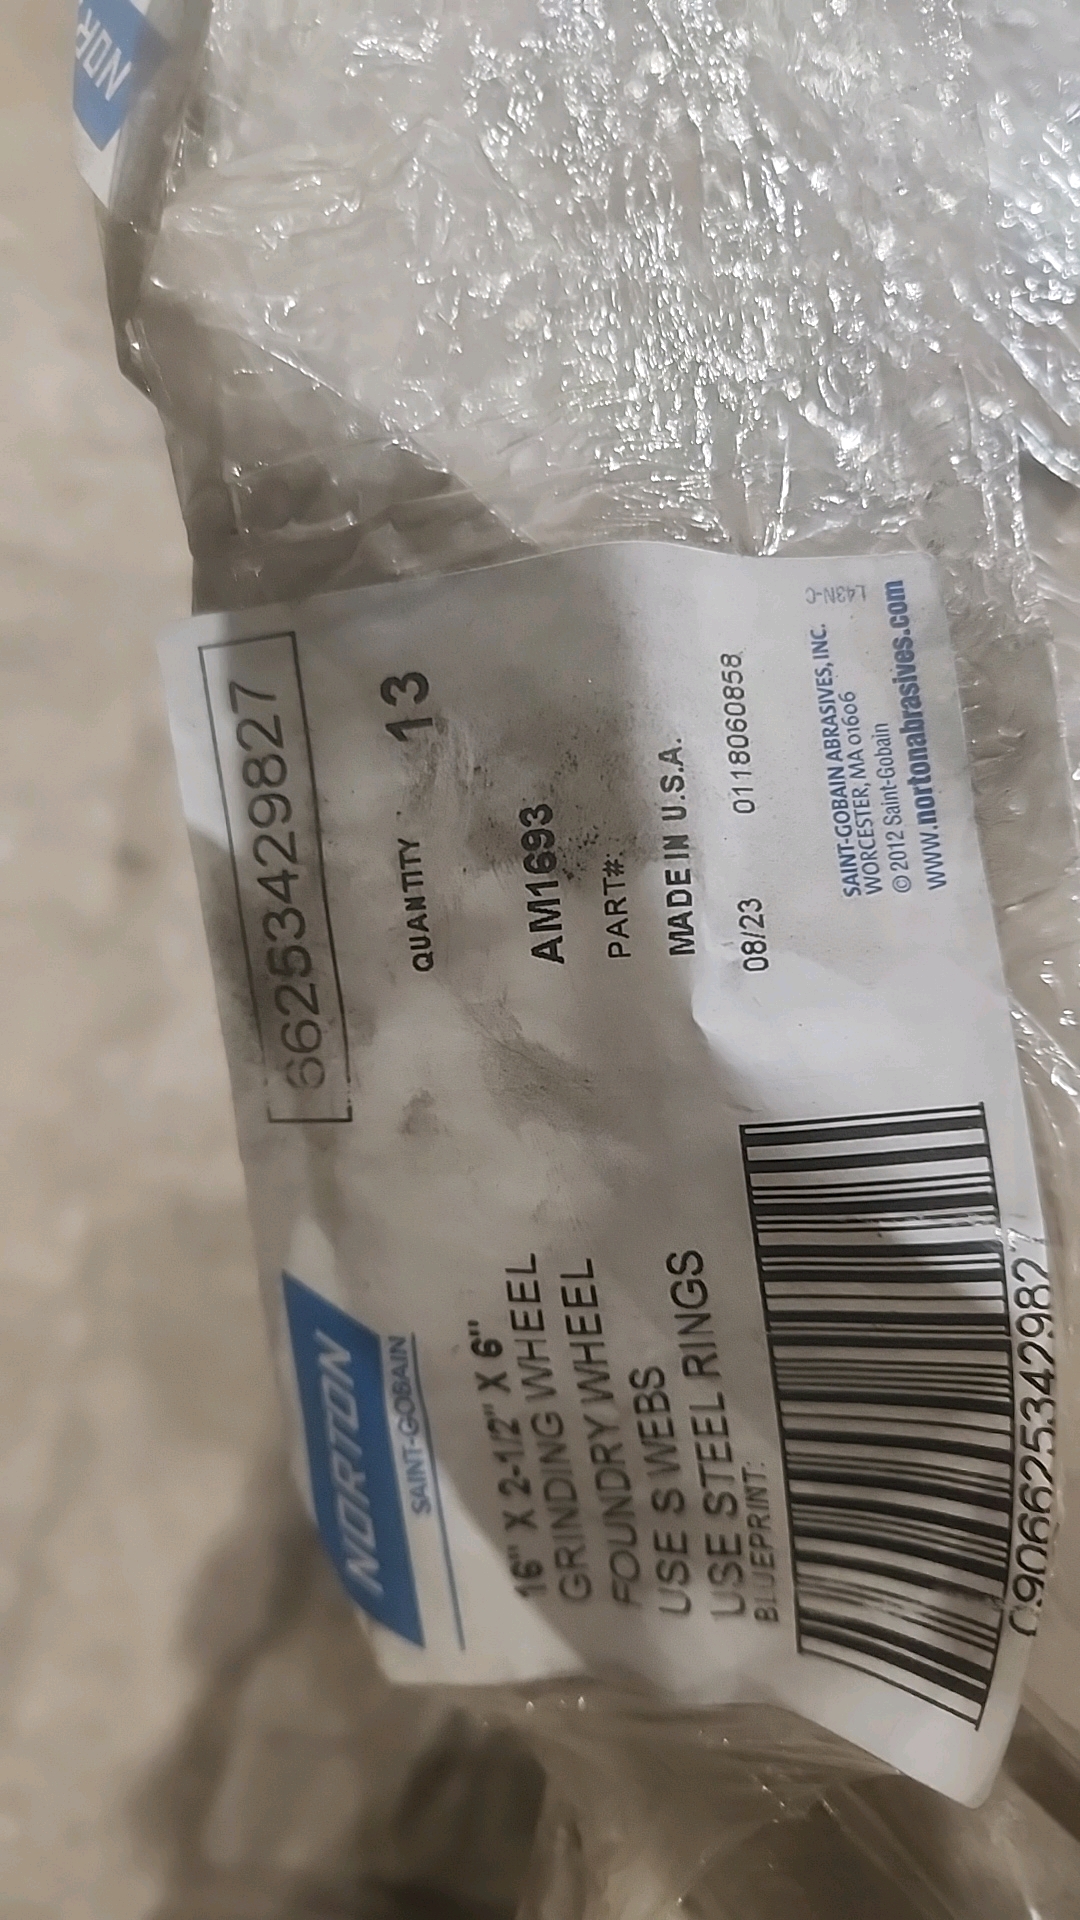 NOR
NORTON
SAINT-GOBAIN
66253429827
QUANTITY 13
16" X 2-1/2" X 6"
GRINDING WHEEL
FOUNDRY WHEEL
USE S WEBS
USE STEEL RINGS
BLUEPRINT:
AM1693
PART#:
MADE IN U.S.A.
08/23 0118060858
SAINT-GOBAIN ABRASIVES, INC.
WORCESTER, MA 01606
© 2012 Saint-Gobain
www.nortonabrasives.com
L43N-C
09066253429827